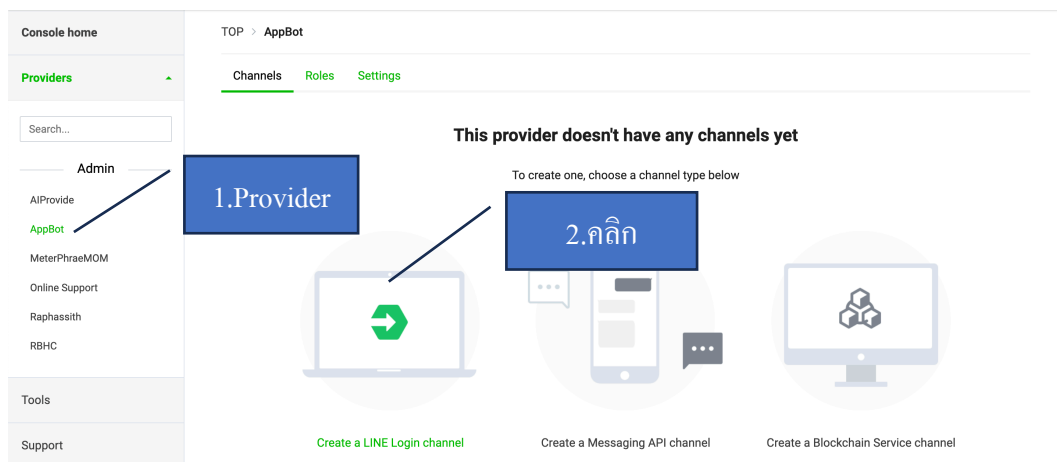 Console home
Providers
Search...
Admin
AIProvide
AppBot
MeterPhraeMOM
Online Support
Raphassith
RBHC
Tools
Support
TOP > AppBot
Channels Roles Settings
This provider doesn't have any channels yet
To create one, choose a channel type below
1.Provider
2.คลิก
Create a LINE Login channel
Create a Messaging API channel
Create a Blockchain Service channel